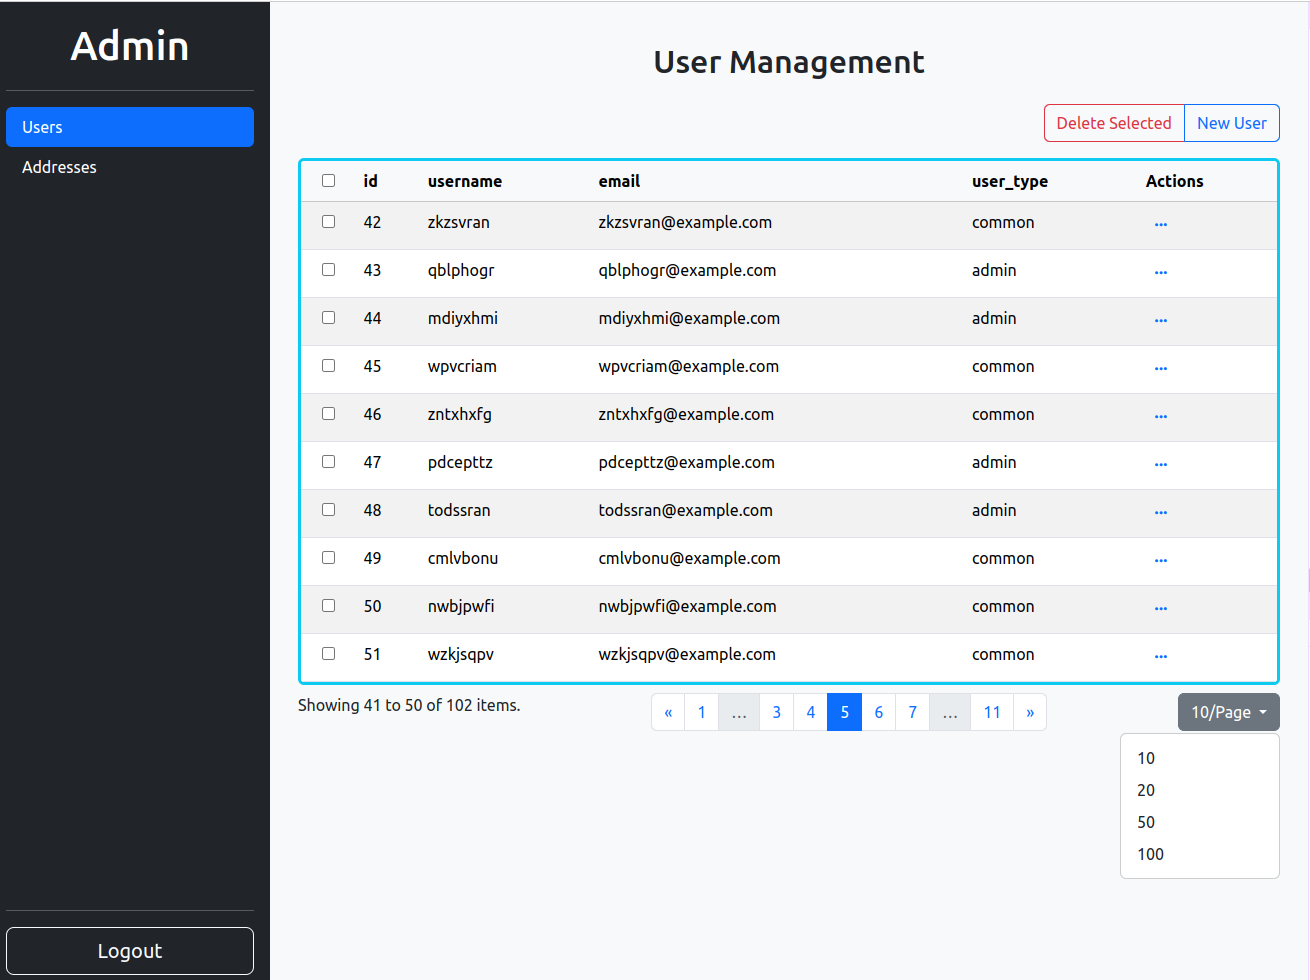 Admin
Users
Addresses
Logout
User Management
Delete Selected New User
id username email user_type Actions
42 zkzsvran zkzsvran@example.com common ...
43 qblphogr qblphogr@example.com admin ...
44 mdiyxhmi mdiyxhmi@example.com admin ...
45 wpvcriam wpvcriam@example.com common ...
46 zntxhxfg zntxhxfg@example.com common ...
47 pdcepttz pdcepttz@example.com admin ...
48 todssran todssran@example.com admin ...
49 cmlvbonu cmlvbonu@example.com common ...
50 nwbjpwfi nwbjpwfi@example.com common ...
51 wzkjsqpv wzkjsqpv@example.com common ...
Showing 41 to 50 of 102 items. « 1 ... 3 4 5 6 7 ... 11 » 10/Page
10
20
50
100